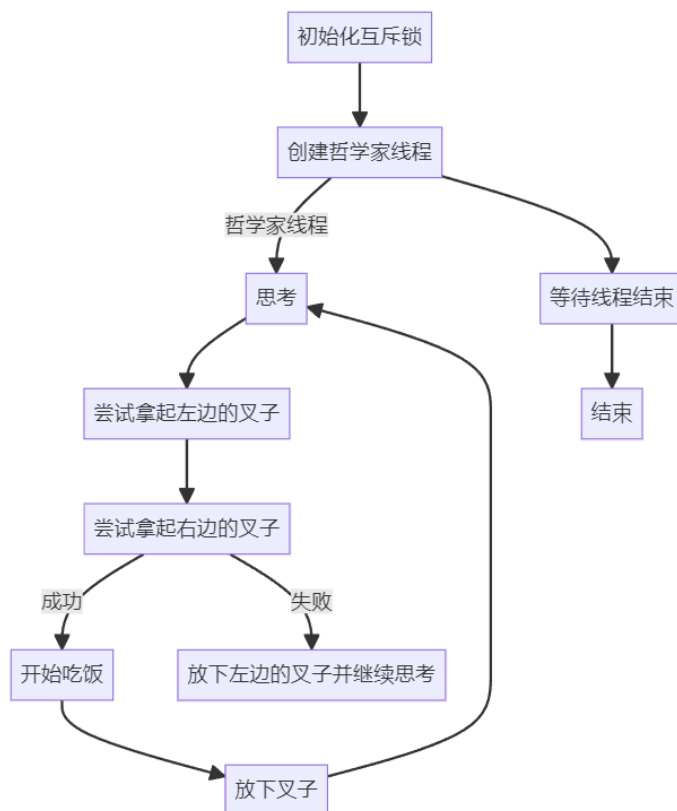 初始化互斥锁
创建哲学家线程
哲学家线程
思考
等待线程结束
尝试拿起左边的叉子
结束
尝试拿起右边的叉子
成功
失败
开始吃饭
放下左边的叉子并继续思考
放下叉子